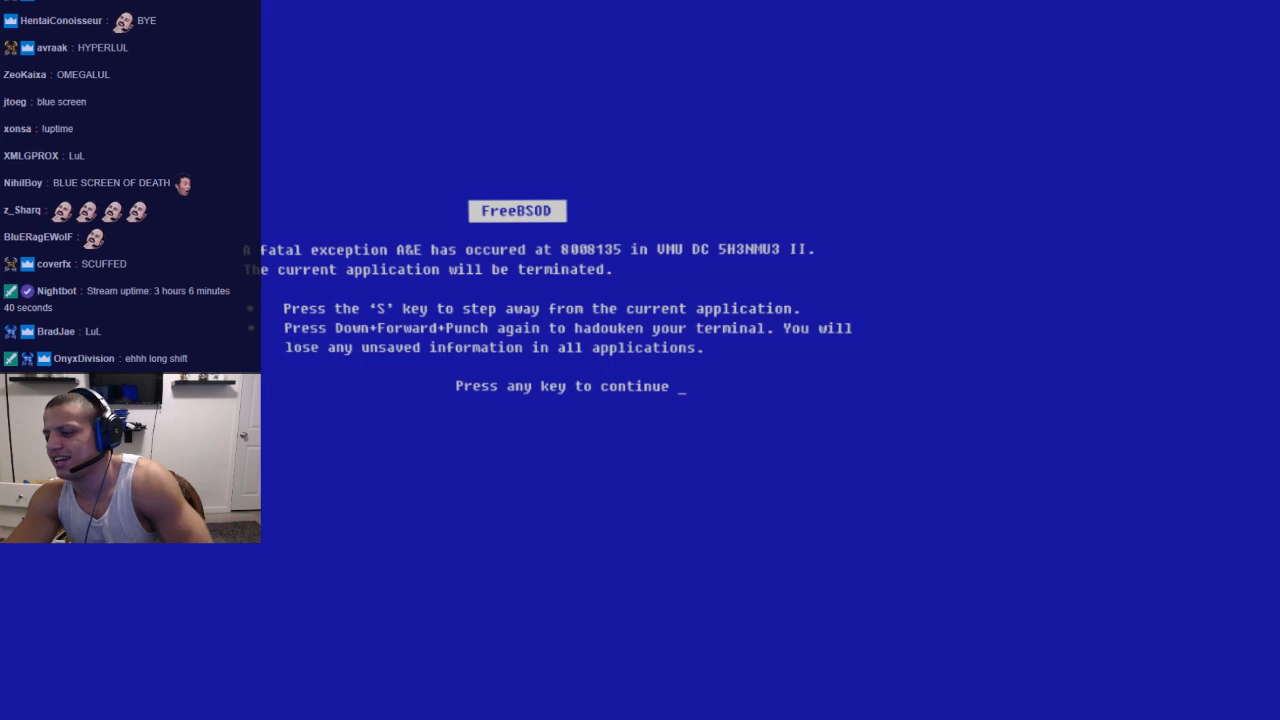 HentaiConoisseur : BYE
avraak : HYPERLUL
ZeoKaixa : OMEGALUL
jtoeg : blue screen
xonsa : !uptime
XMLGPROX : LuL
NihilBoy : BLUE SCREEN OF DEATH
z_Sharq :
BluERagEWolF :
coverfx : SCUFFED
Nightbot : Stream uptime: 3 hours 6 minutes
40 seconds
BradJae : LuL
OnyxDivision : ehhh long shift
FreeBSOD
A fatal exception A&E has occured at 8008135 in VMU DC 5H3NMU3 II.
The current application will be terminated.
* Press the ‘S’ key to step away from the current application.
* Press Down+Forward+Punch again to hadouken your terminal. You will
lose any unsaved information in all applications.
Press any key to continue _